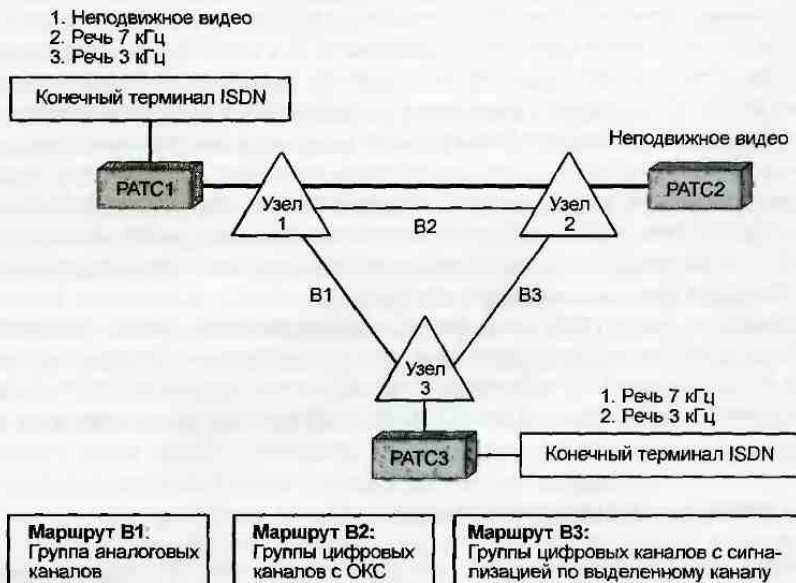 1. Неподвижное видео
2. Речь 7 кГц
3. Речь 3 кГц
Конечный терминал ISDN
Неподвижное видео
РАТС1
Узел
1
В2
Узел
2
РАТС2
В1
В3
Узел
3
1. Речь 7 кГц
2. Речь 3 кГц
РАТС3
Конечный терминал ISDN
Маршрут В1:
Группа аналоговых
каналов
Маршрут В2:
Группы цифровых
каналов с ОКС
Маршрут В3:
Группы цифровых каналов с сигна-
лизацией по выделенному каналу